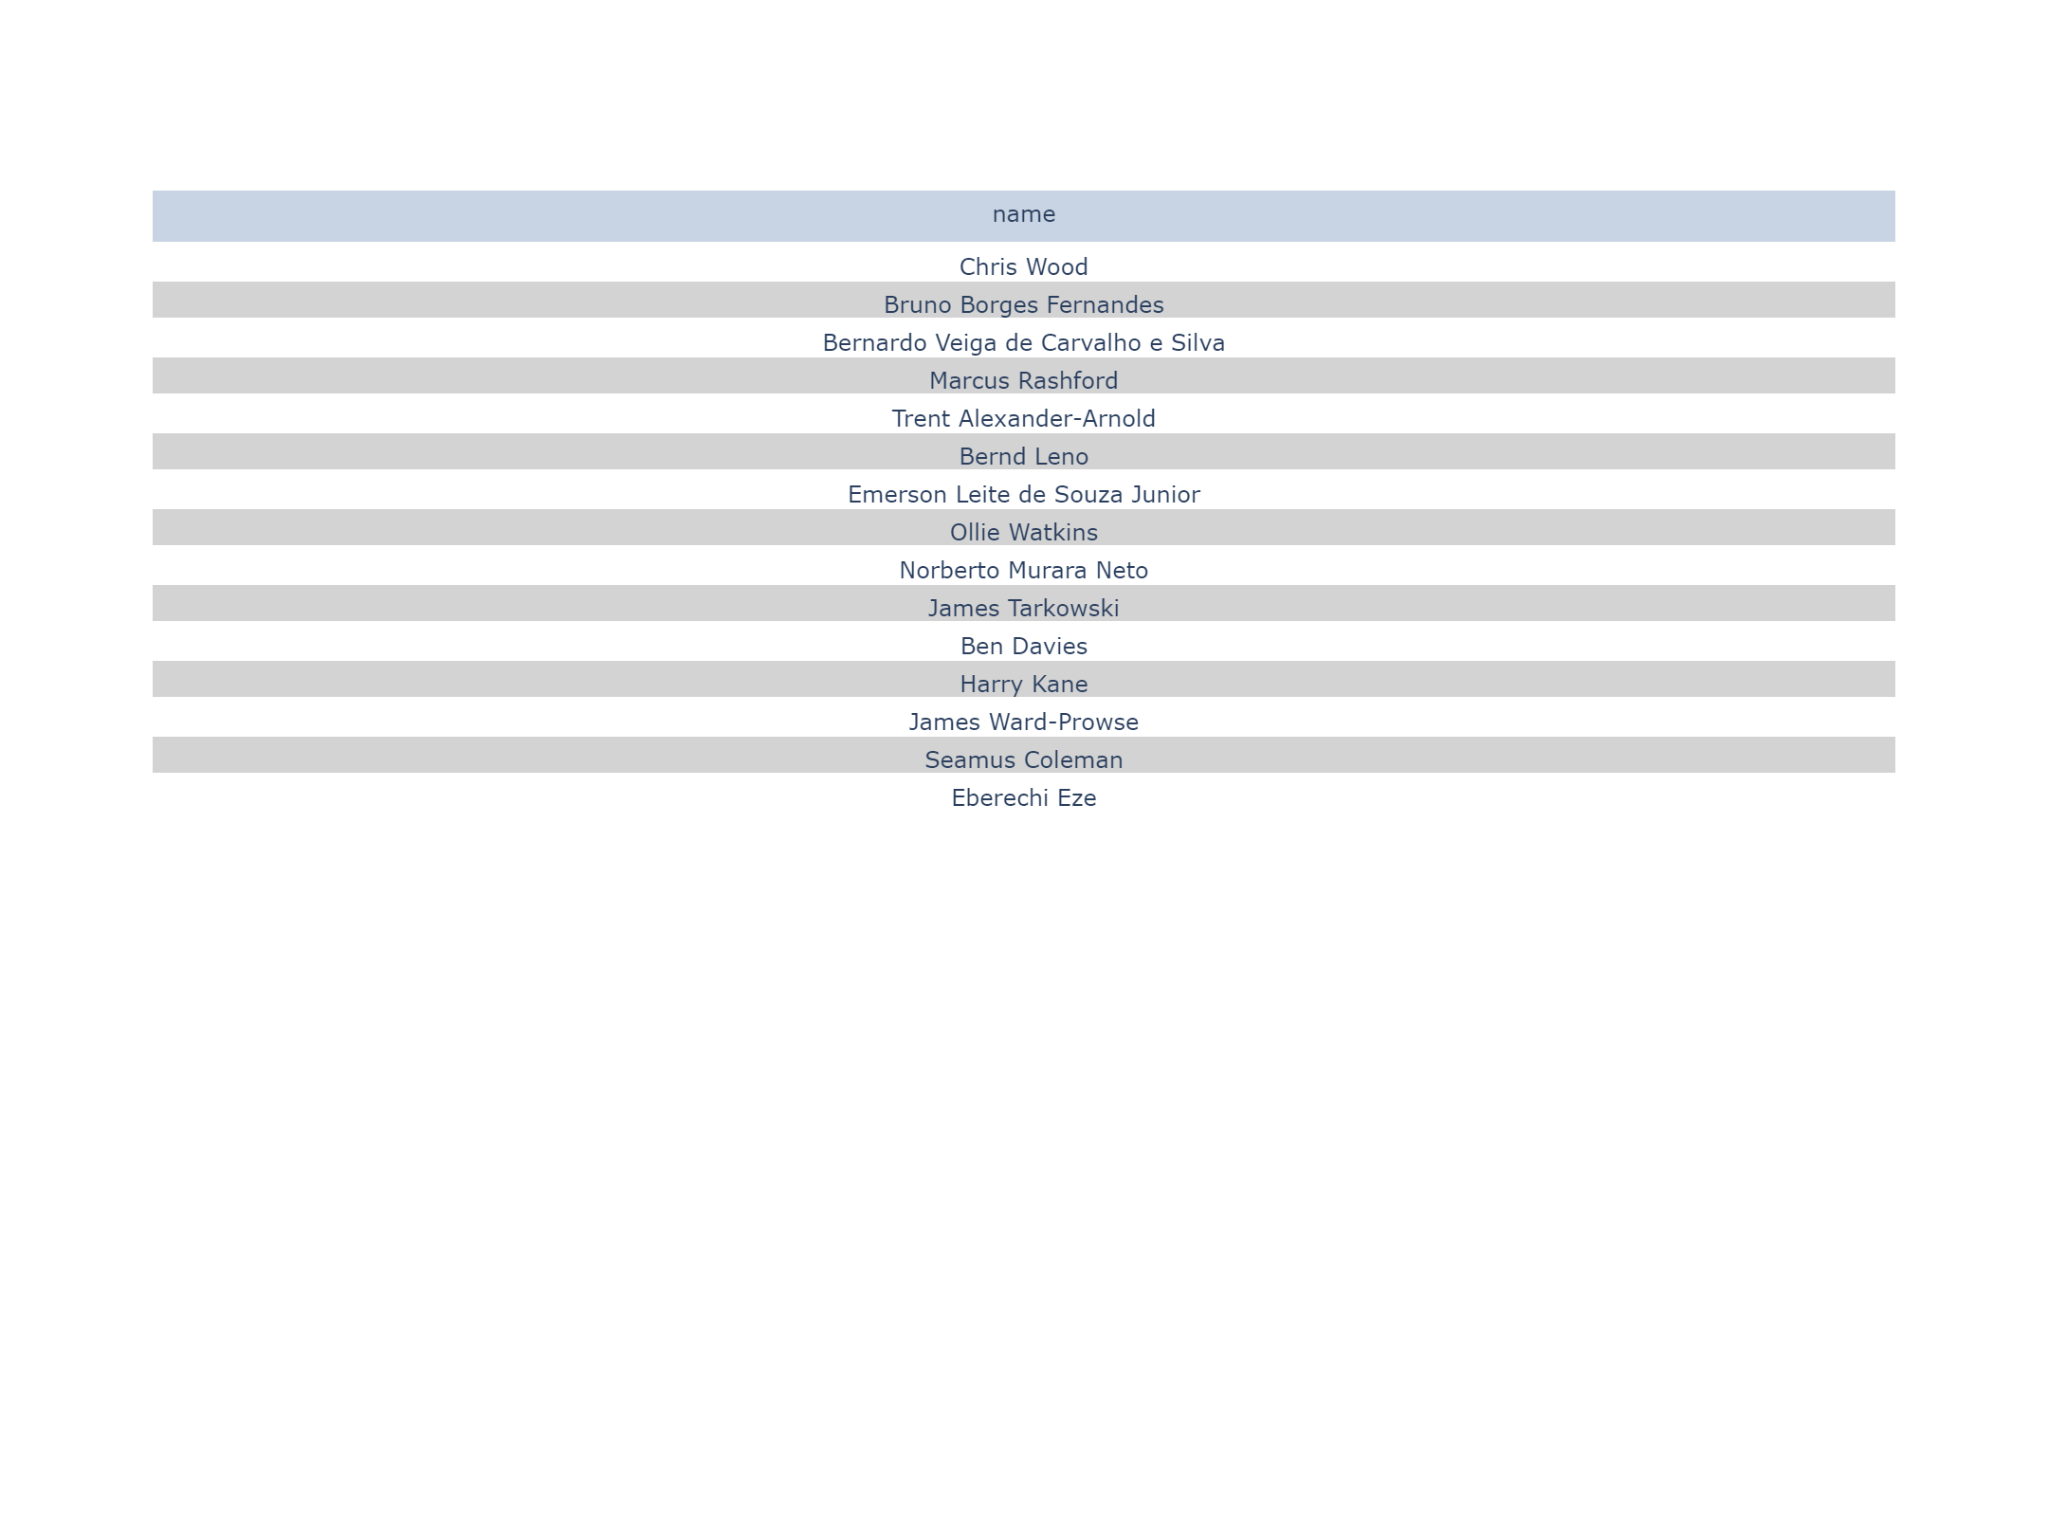 name
Chris Wood
Bruno Borges Fernandes
Bernardo Veiga de Carvalho e Silva
Marcus Rashford
Trent Alexander-Arnold
Bernd Leno
Emerson Leite de Souza Junior
Ollie Watkins
Norberto Murara Neto
James Tarkowski
Ben Davies
Harry Kane
James Ward-Prowse
Seamus Coleman
Eberechi Eze